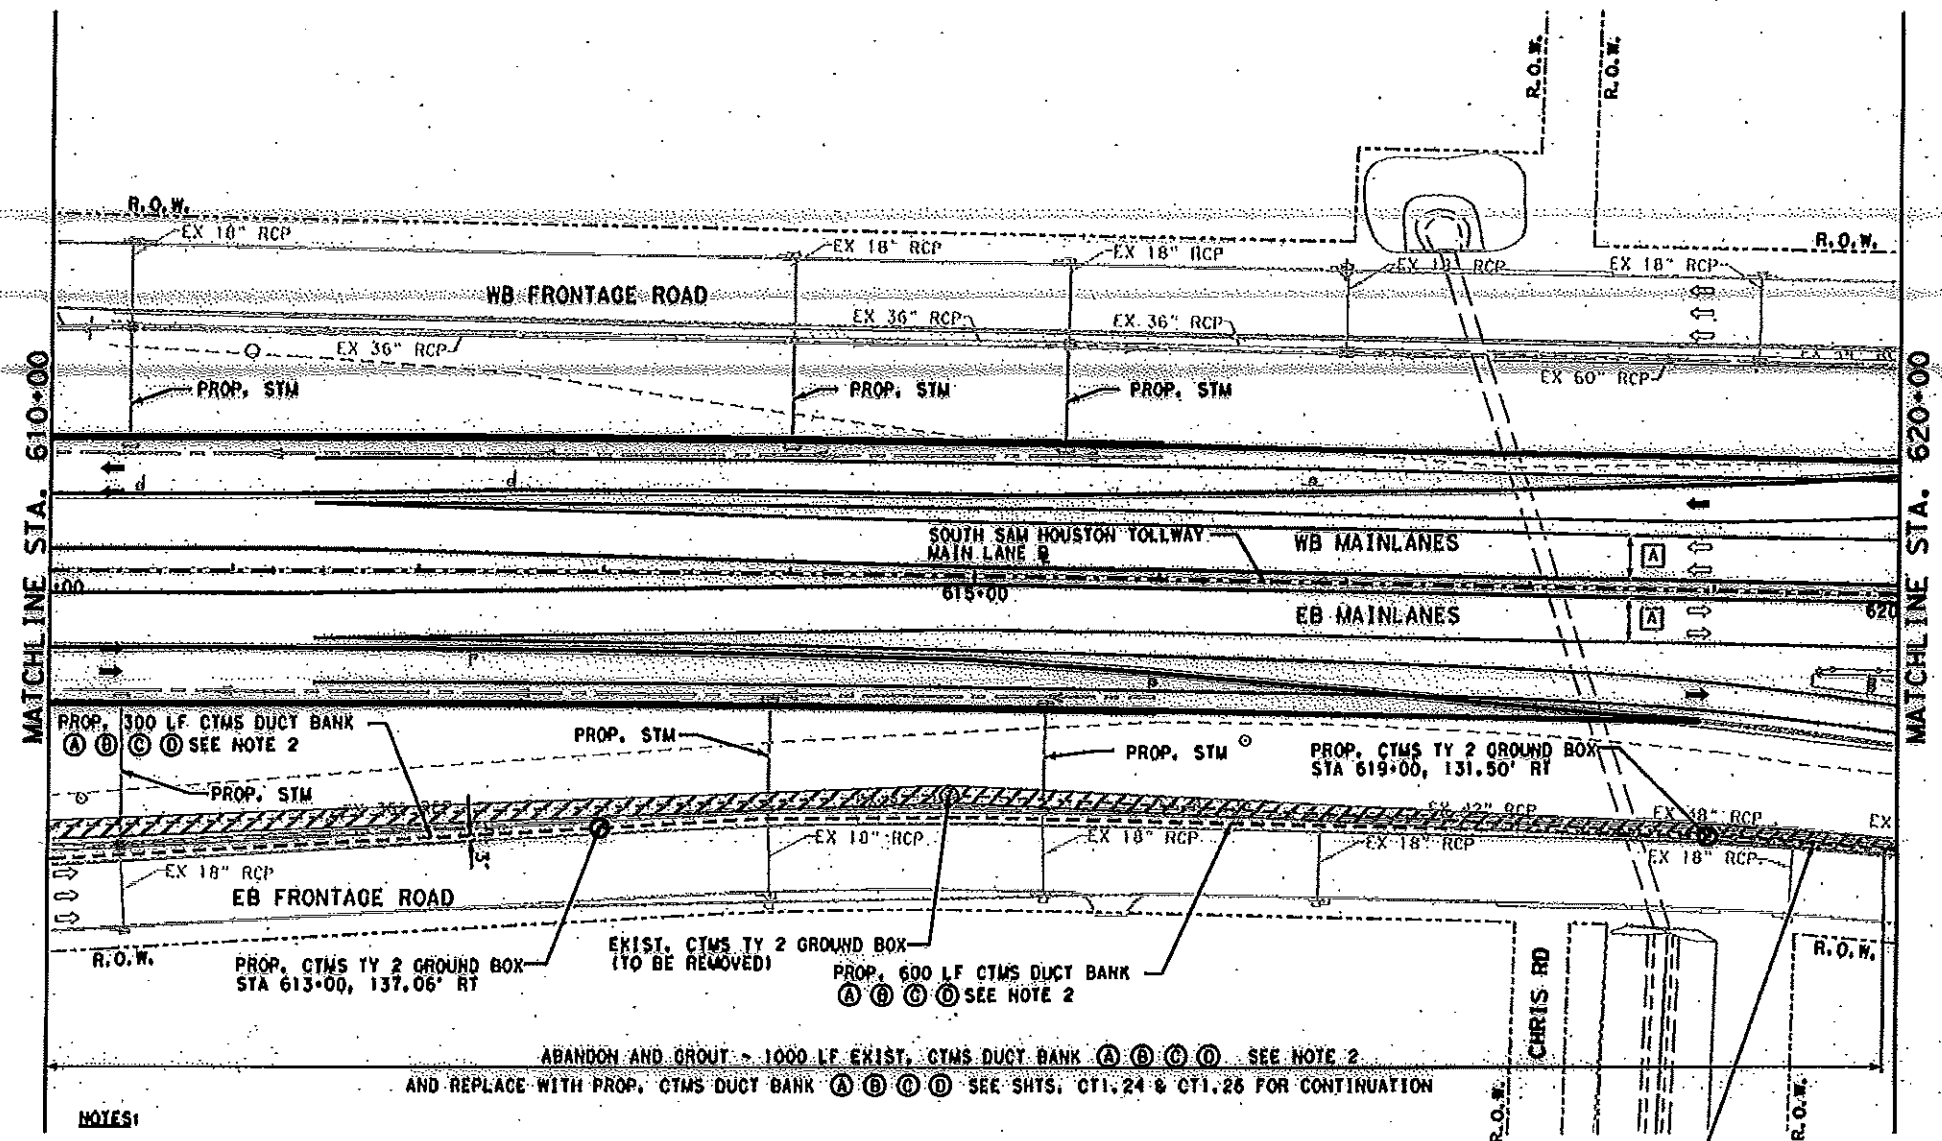 R.O.W.
R.O.W.
R.O.W.
EX 18" RCP
EX 18" RCP
EX 18" RCP
EX 18" RCP
EX 18" RCP
R.O.W.
WB FRONTAGE ROAD
EX 36" RCP
EX 36" RCP
EX 36" RCP
EX 60" RCP
PROP. STM
PROP. STM
PROP. STM
MATCHLINE STA. 610+00
MATCHLINE STA. 620+00
SOUTH SAM HOUSTON TOLLWAY
MAIN LANE
WB MAINLANES
A
+00
615+00
EB MAINLANES
A
620
PROP. 300 LF CTMS DUCT BANK
A B C D SEE NOTE 2
PROP. STM
PROP. STM
PROP. STM
PROP. CTMS TY 2 GROUND BOX
STA 619+00, 131.50' RT
EX 42" RCP
EX 48" RCP
EX
3'
EX 18" RCP
EX 18" RCP
EX 18" RCP
EX 18" RCP
EX 18" RCP
EB FRONTAGE ROAD
R.O.W.
PROP. CTMS TY 2 GROUND BOX
STA 613+00, 137.06' RT
EXIST. CTMS TY 2 GROUND BOX
(TO BE REMOVED)
PROP. 600 LF CTMS DUCT BANK
A B C D SEE NOTE 2
CHRIS RD
R.O.W.
R.O.W.
R.O.W.
ABANDON AND GROUT ~ 1000 LF EXIST. CTMS DUCT BANK A B C D SEE NOTE 2
AND REPLACE WITH PROP. CTMS DUCT BANK A B C D SEE SHTS. CT1.24 & CT1.26 FOR CONTINUATION
NOTES: